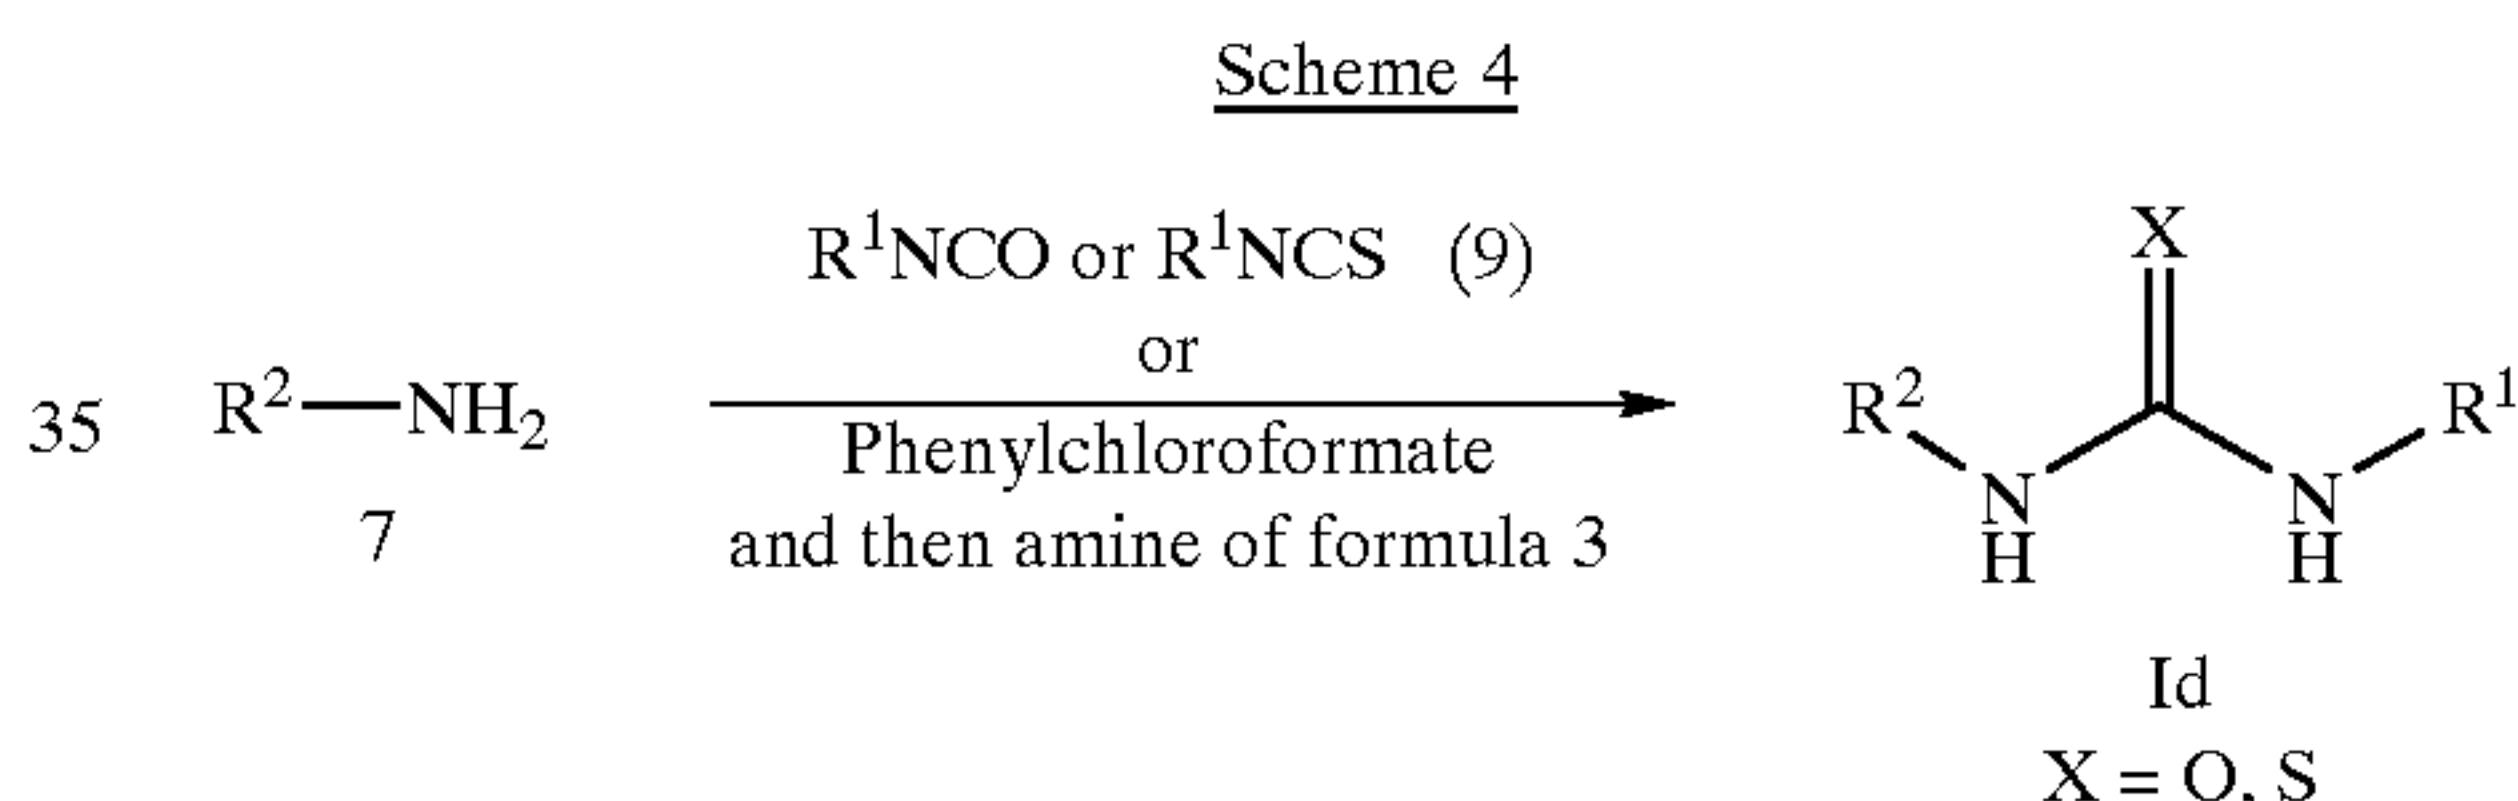 Scheme 4
R¹NCO or R¹NCS (9)
or
35 R²—NH₂
Phenylchloroformate
and then amine of formula 3
7
X
R² R¹
N N
H H
Id
X = O, S